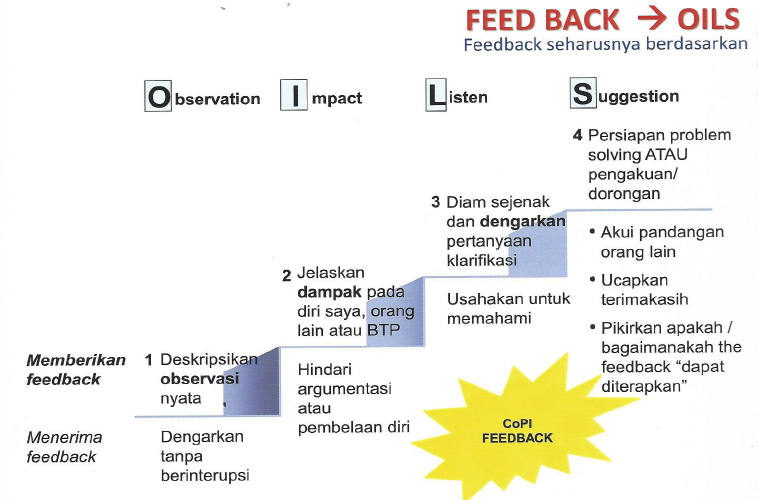 FEED BACK → OILS
Feedback seharusnya berdasarkan
Observation
Impact
Listen
Suggestion
4 Persiapan problem
solving ATAU
pengakuan/
dorongan
3 Diam sejenak
dan dengarkan
pertanyaan
klarifikasi
• Akui pandangan
orang lain
• Ucapkan
terimakasih
• Pikirkan apakah /
bagaimanakah the
feedback “dapat
diterapkan”
2 Jelaskan
dampak pada
diri saya, orang
lain atau BTP
Usahakan untuk
memahami
Memberikan
feedback
1 Deskripsikan
observasi
nyata
Hindari
argumentasi
atau
pembelaan diri
Menerima
feedback
Dengarkan
tanpa
berinterupsi
CoPI
FEEDBACK